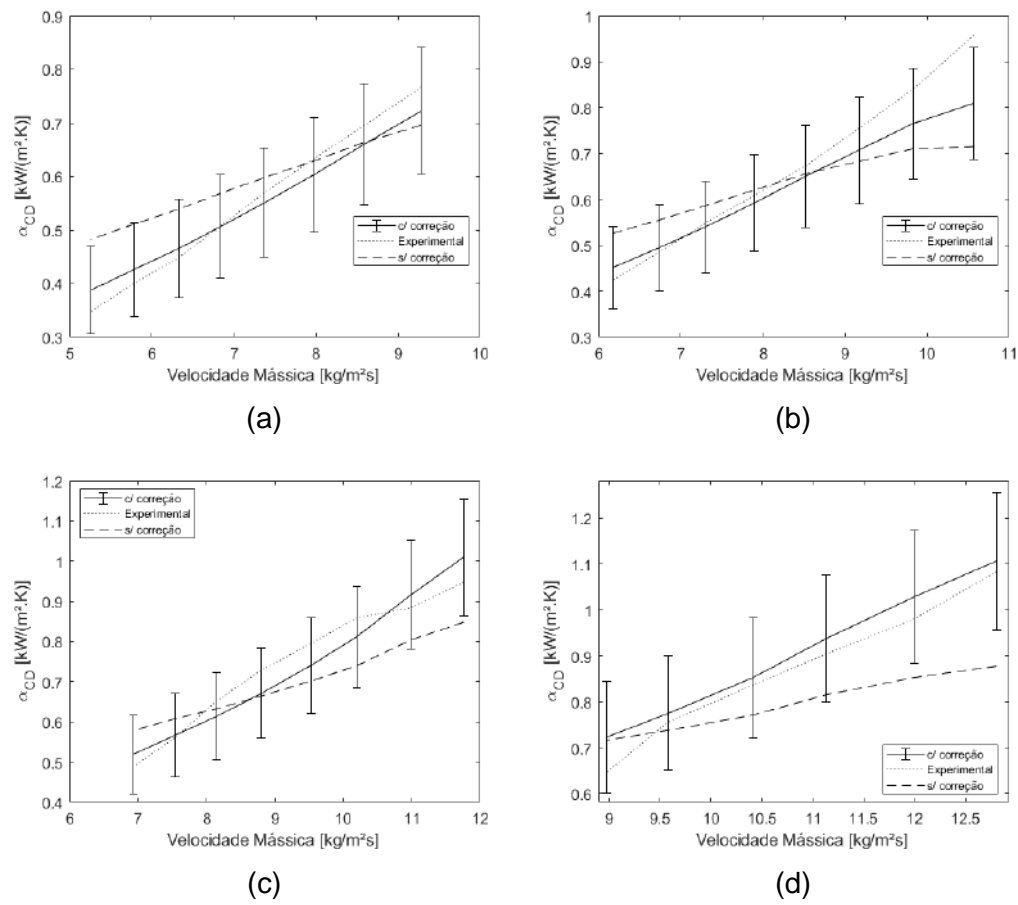 0.9
0.8
0.7
0.6
0.5
0.4
0.3
α_CD [kW/(m².K)]
c/ correção
Experimental
s/ correção
5 6 7 8 9 10
Velocidade Mássica [kg/m²s]
(a)
1
0.9
0.8
0.7
0.6
0.5
0.4
0.3
α_CD [kW/(m².K)]
c/ correção
Experimental
s/ correção
6 7 8 9 10 11
Velocidade Mássica [kg/m²s]
(b)
1.2
1.1
1
0.9
0.8
0.7
0.6
0.5
0.4
α_CD [kW/(m².K)]
c/ correção
Experimental
s/ correção
6 7 8 9 10 11 12
Velocidade Mássica [kg/m²s]
(c)
1.2
1.1
1
0.9
0.8
0.7
0.6
α_CD [kW/(m².K)]
c/ correção
Experimental
s/ correção
9 9.5 10 10.5 11 11.5 12 12.5
Velocidade Mássica [kg/m²s]
(d)